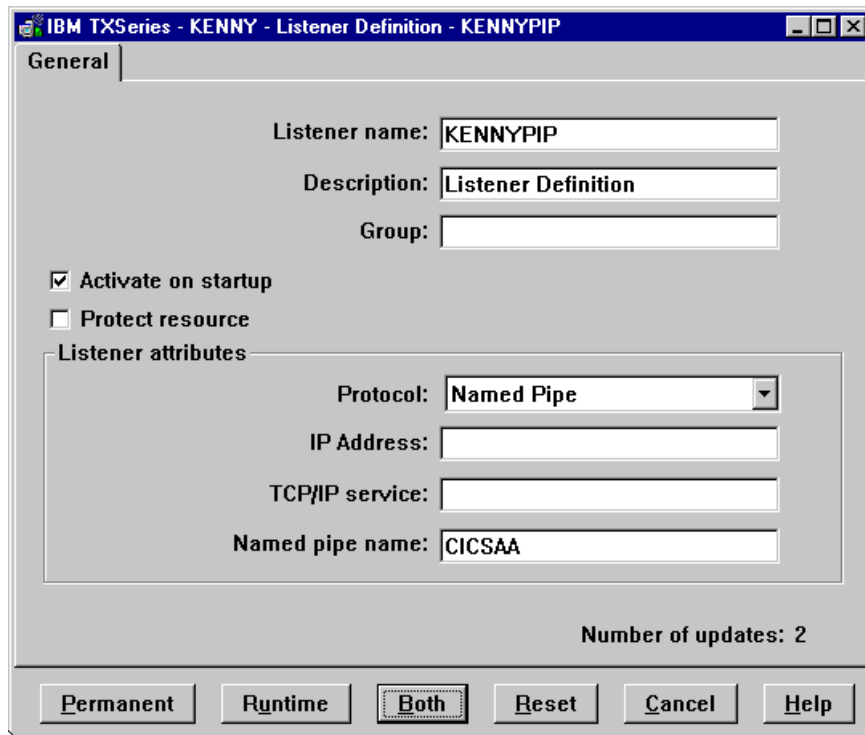 IBM TXSeries - KENNY - Listener Definition - KENNYPIP
General
Listener name: KENNYPIP
Description: Listener Definition
Group:
Activate on startup
Protect resource
Listener attributes
Protocol: Named Pipe
IP Address:
TCP/IP service:
Named pipe name: CICSAA
Number of updates: 2
Permanent Runtime Both Reset Cancel Help